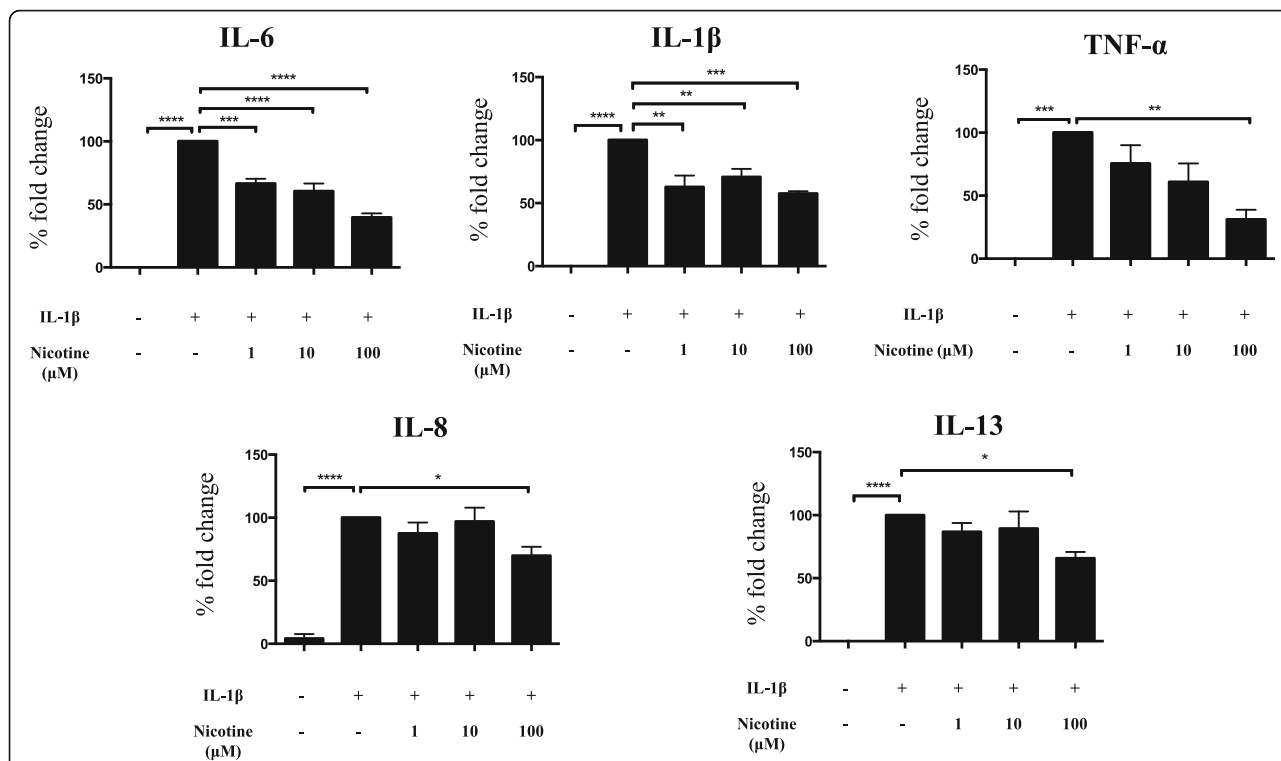 IL-6
****
****
**** ***
150
100
50
0
% fold change
IL-1β - + + + +
Nicotine - - 1 10 100
(µM)
IL-1β
***
**
**** **
150
100
50
0
% fold change
IL-1β - + + + +
Nicotine - - 1 10 100
(µM)
TNF-α
*** **
150
100
50
0
% fold change
IL-1β - + + + +
Nicotine (µM) - - 1 10 100
IL-8
**** *
150
100
50
0
% fold change
IL-1β - + + + +
Nicotine - - 1 10 100
(µM)
IL-13
*
****
150
100
50
0
% fold change
IL-1β - + + + +
Nicotine - - 1 10 100
(µM)